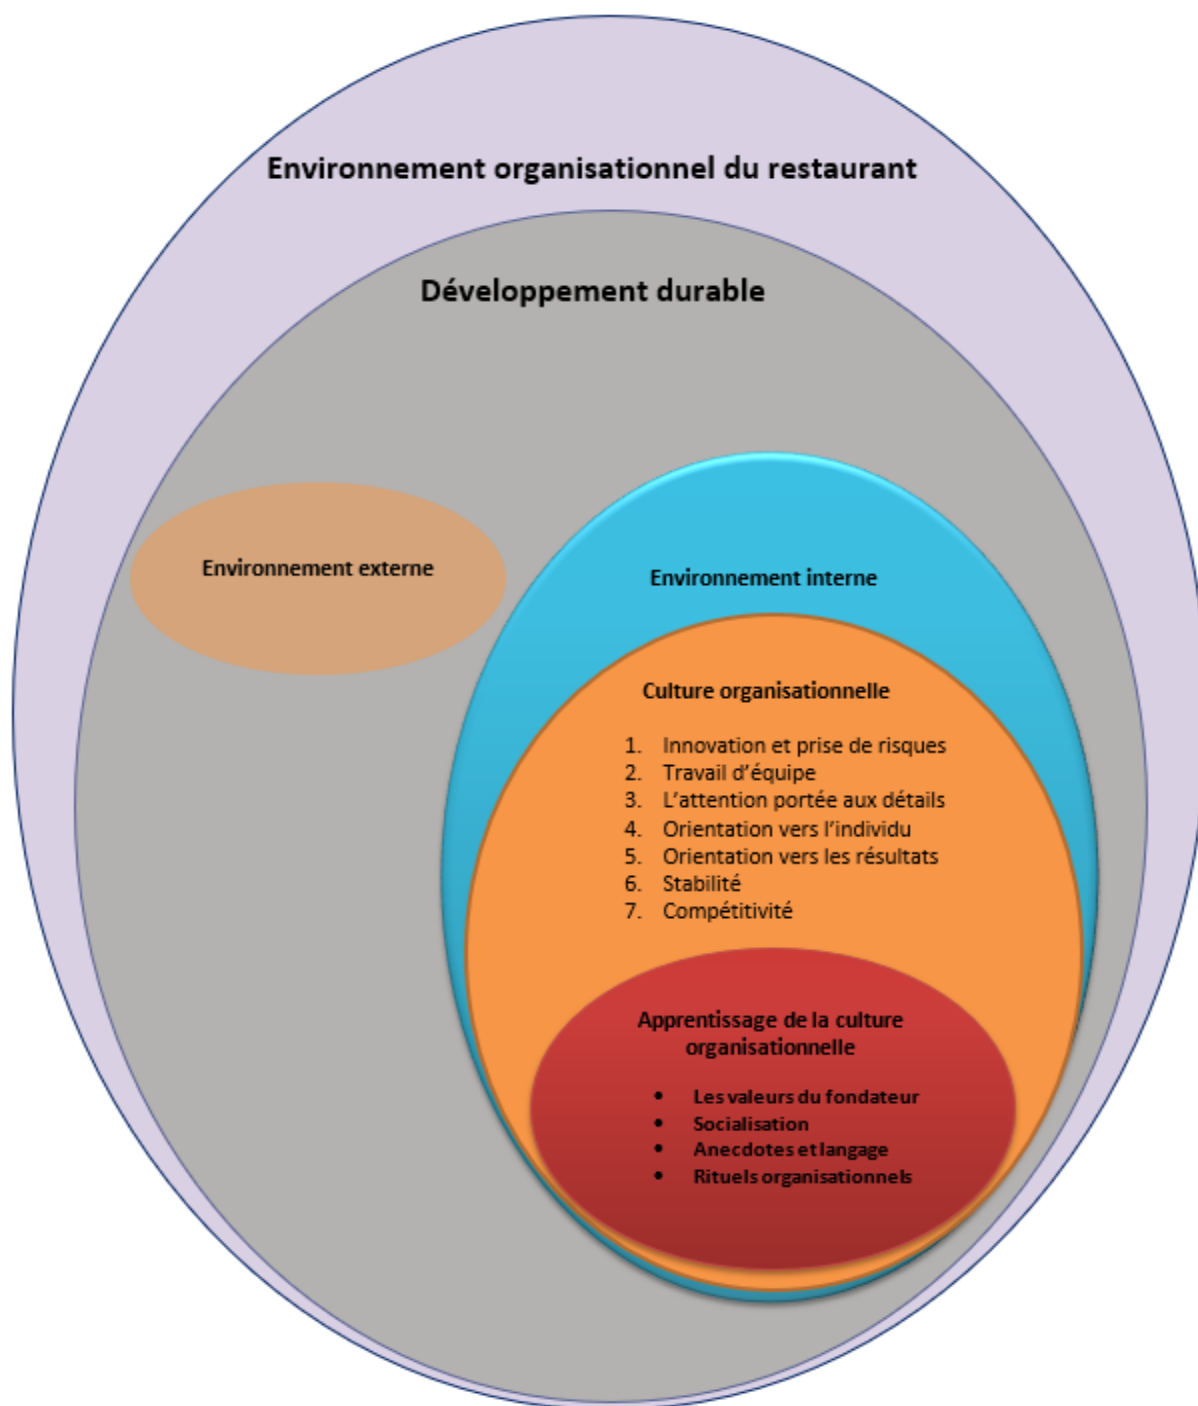 Environnement organisationnel du restaurant
Développement durable
Environnement externe
Environnement interne
Culture organisationnelle
1. Innovation et prise de risques
2. Travail d’équipe
3. L’attention portée aux détails
4. Orientation vers l’individu
5. Orientation vers les résultats
6. Stabilité
7. Compétitivité
Apprentissage de la culture
organisationnelle
• Les valeurs du fondateur
• Socialisation
• Anecdotes et langage
• Rituels organisationnels